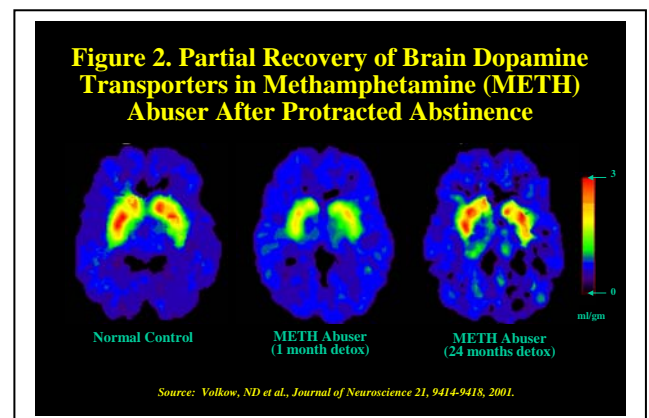 Figure 2. Partial Recovery of Brain Dopamine
Transporters in Methamphetamine (METH)
Abuser After Protracted Abstinence
3
0
ml/gm
Normal Control
METH Abuser
(1 month detox)
METH Abuser
(24 months detox)
Source: Volkow, ND et al., Journal of Neuroscience 21, 9414-9418, 2001.